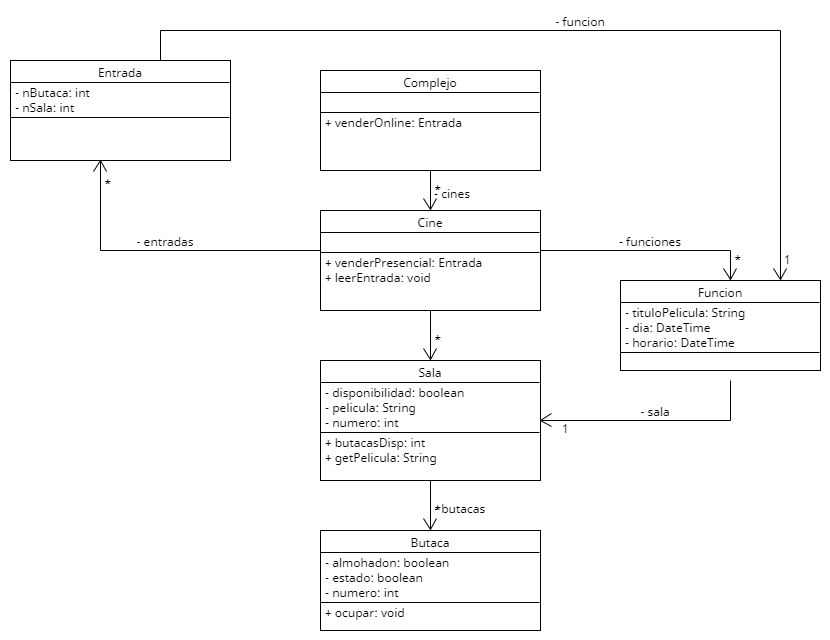 - funcion
Entrada
- nButaca: int
- nSala: int
Complejo
+ venderOnline: Entrada
*
- cines
*
Cine
- entradas
+ venderPresencial: Entrada
+ leerEntrada: void
- funciones
*
1
Funcion
- tituloPelicula: String
- dia: DateTime
- horario: DateTime
*
Sala
- disponibilidad: boolean
- pelicula: String
- numero: int
+ butacasDisp: int
+ getPelicula: String
- sala
1
*
butacas
Butaca
- almohadon: boolean
- estado: boolean
- numero: int
+ ocupar: void